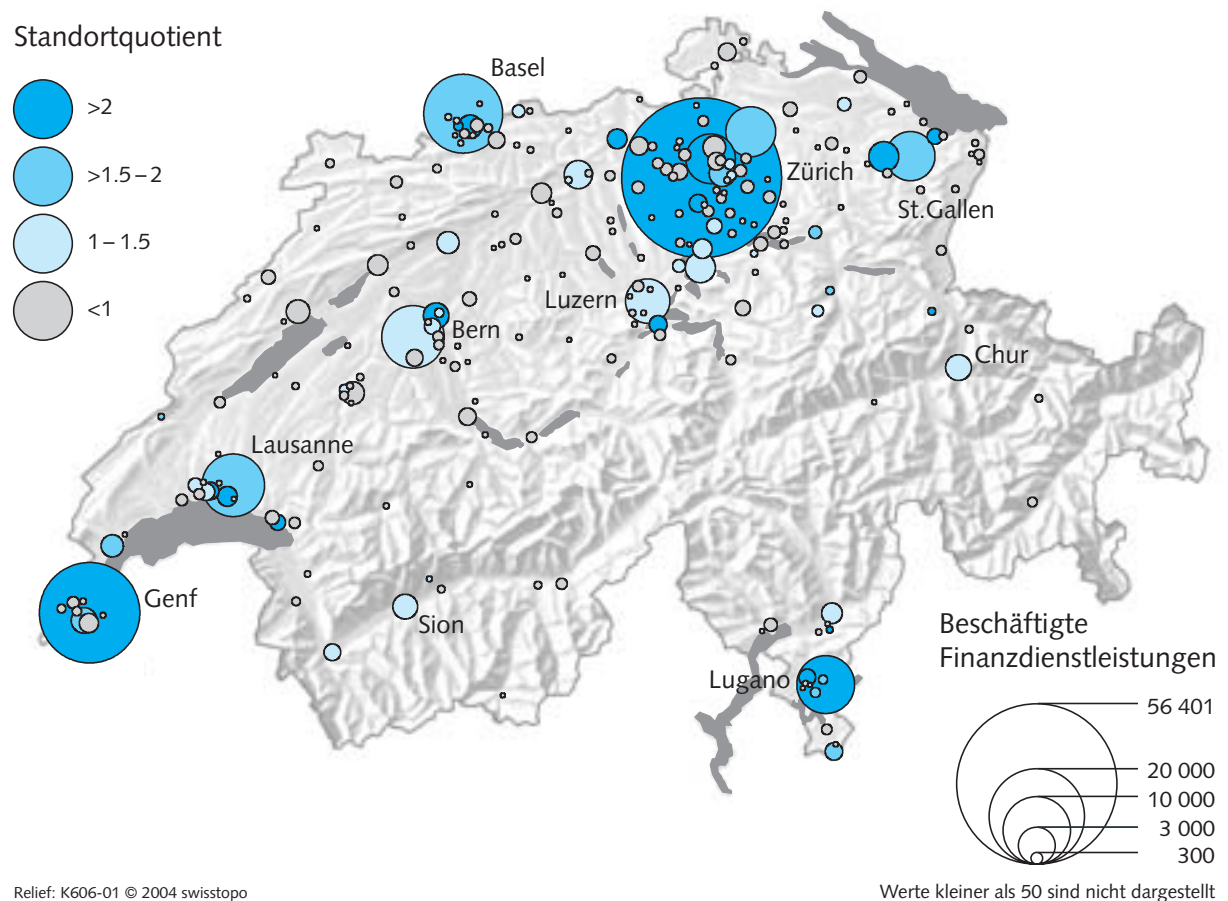 Standortquotient
>2
>1.5 – 2
1 – 1.5
<1
Basel
Zürich
St.Gallen
Luzern
Bern
Chur
Lausanne
Genf
Sion
Lugano
Beschäftigte
Finanzdienstleistungen
56 401
20 000
10 000
3 000
300
Relief: K606-01 © 2004 swisstopo
Werte kleiner als 50 sind nicht dargestellt